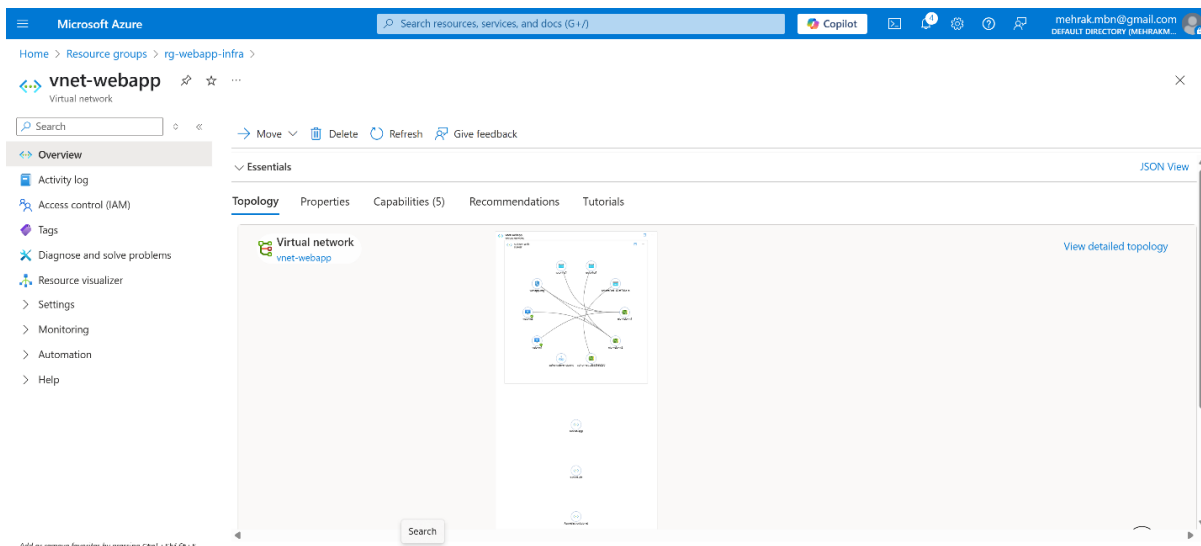 Microsoft Azure
Search resources, services, and docs (G+/)
Copilot
4
mehrak.mbn@gmail.com
DEFAULT DIRECTORY (MEHRAKM...
Home > Resource groups > rg-webapp-infra >
vnet-webapp
Virtual network
Search
Move
Delete
Refresh
Give feedback
Overview
Activity log
Access control (IAM)
Tags
Diagnose and solve problems
Resource visualizer
Settings
Monitoring
Automation
Help
Essentials
JSON View
Topology
Properties
Capabilities (5)
Recommendations
Tutorials
Virtual network
vnet-webapp
View detailed topology
Search